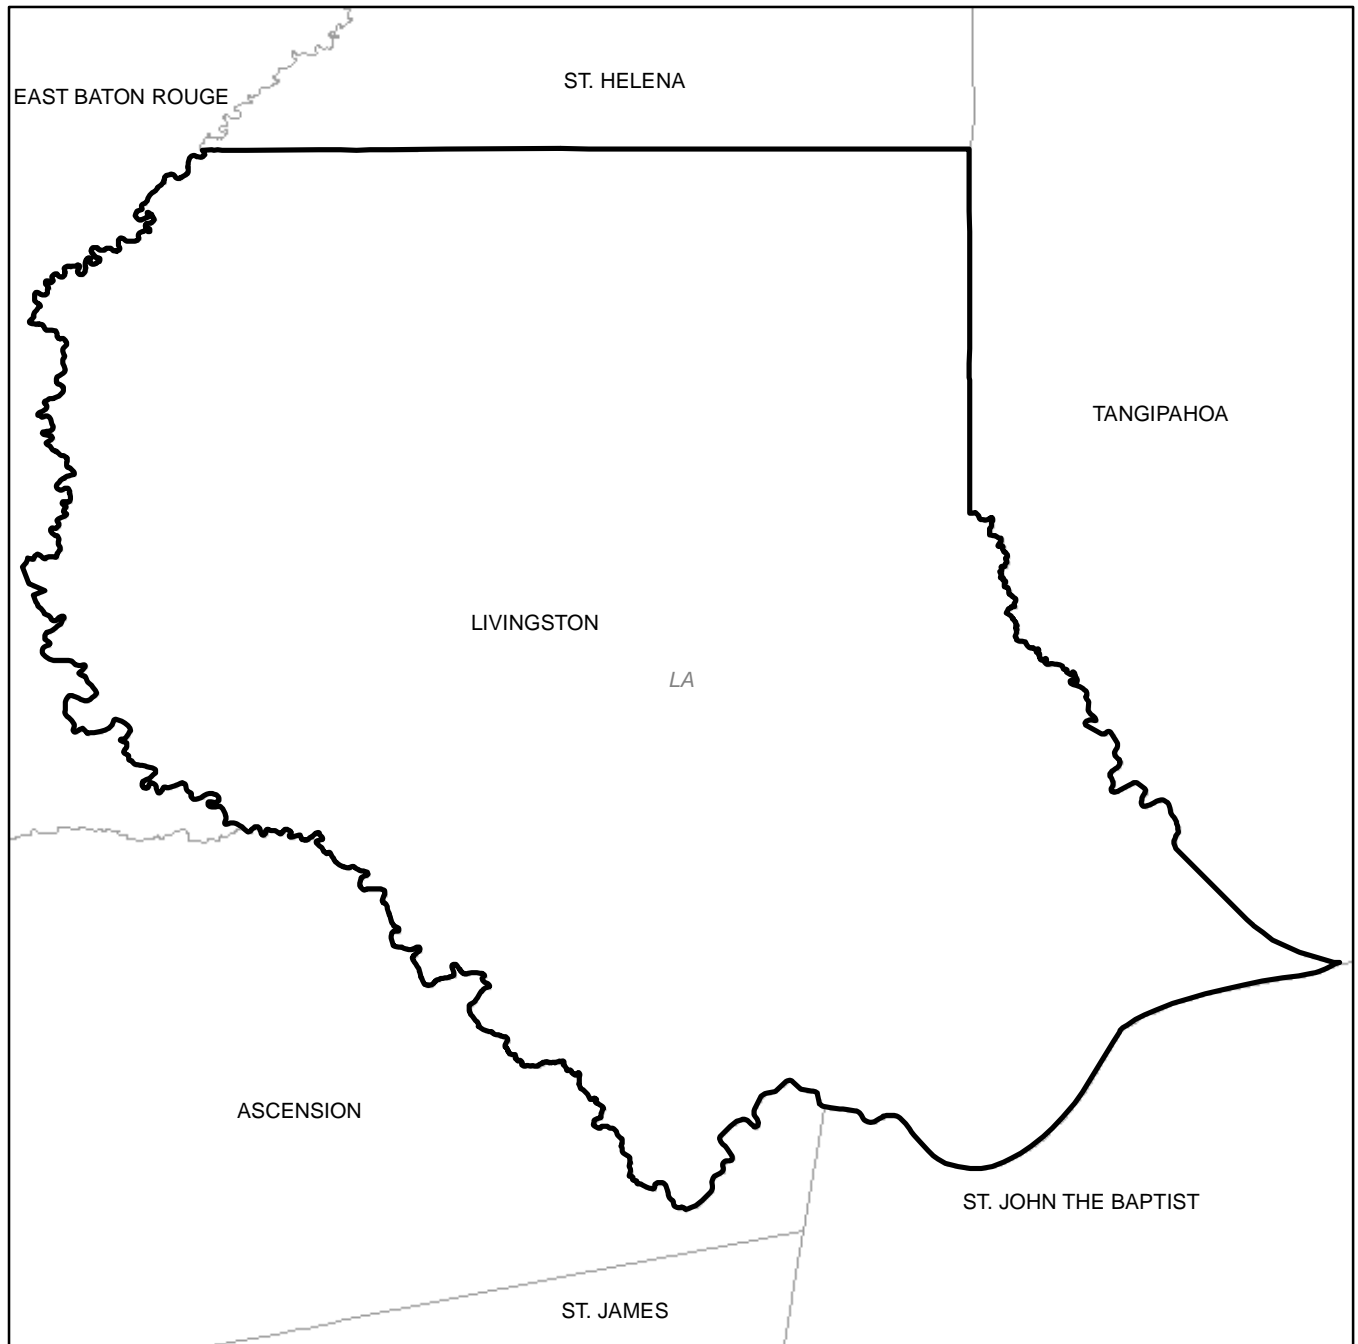 ST. HELENA
EAST BATON ROUGE
TANGIPAHOA
LIVINGSTON
LA
ASCENSION
ST. JOHN THE BAPTIST
ST. JAMES